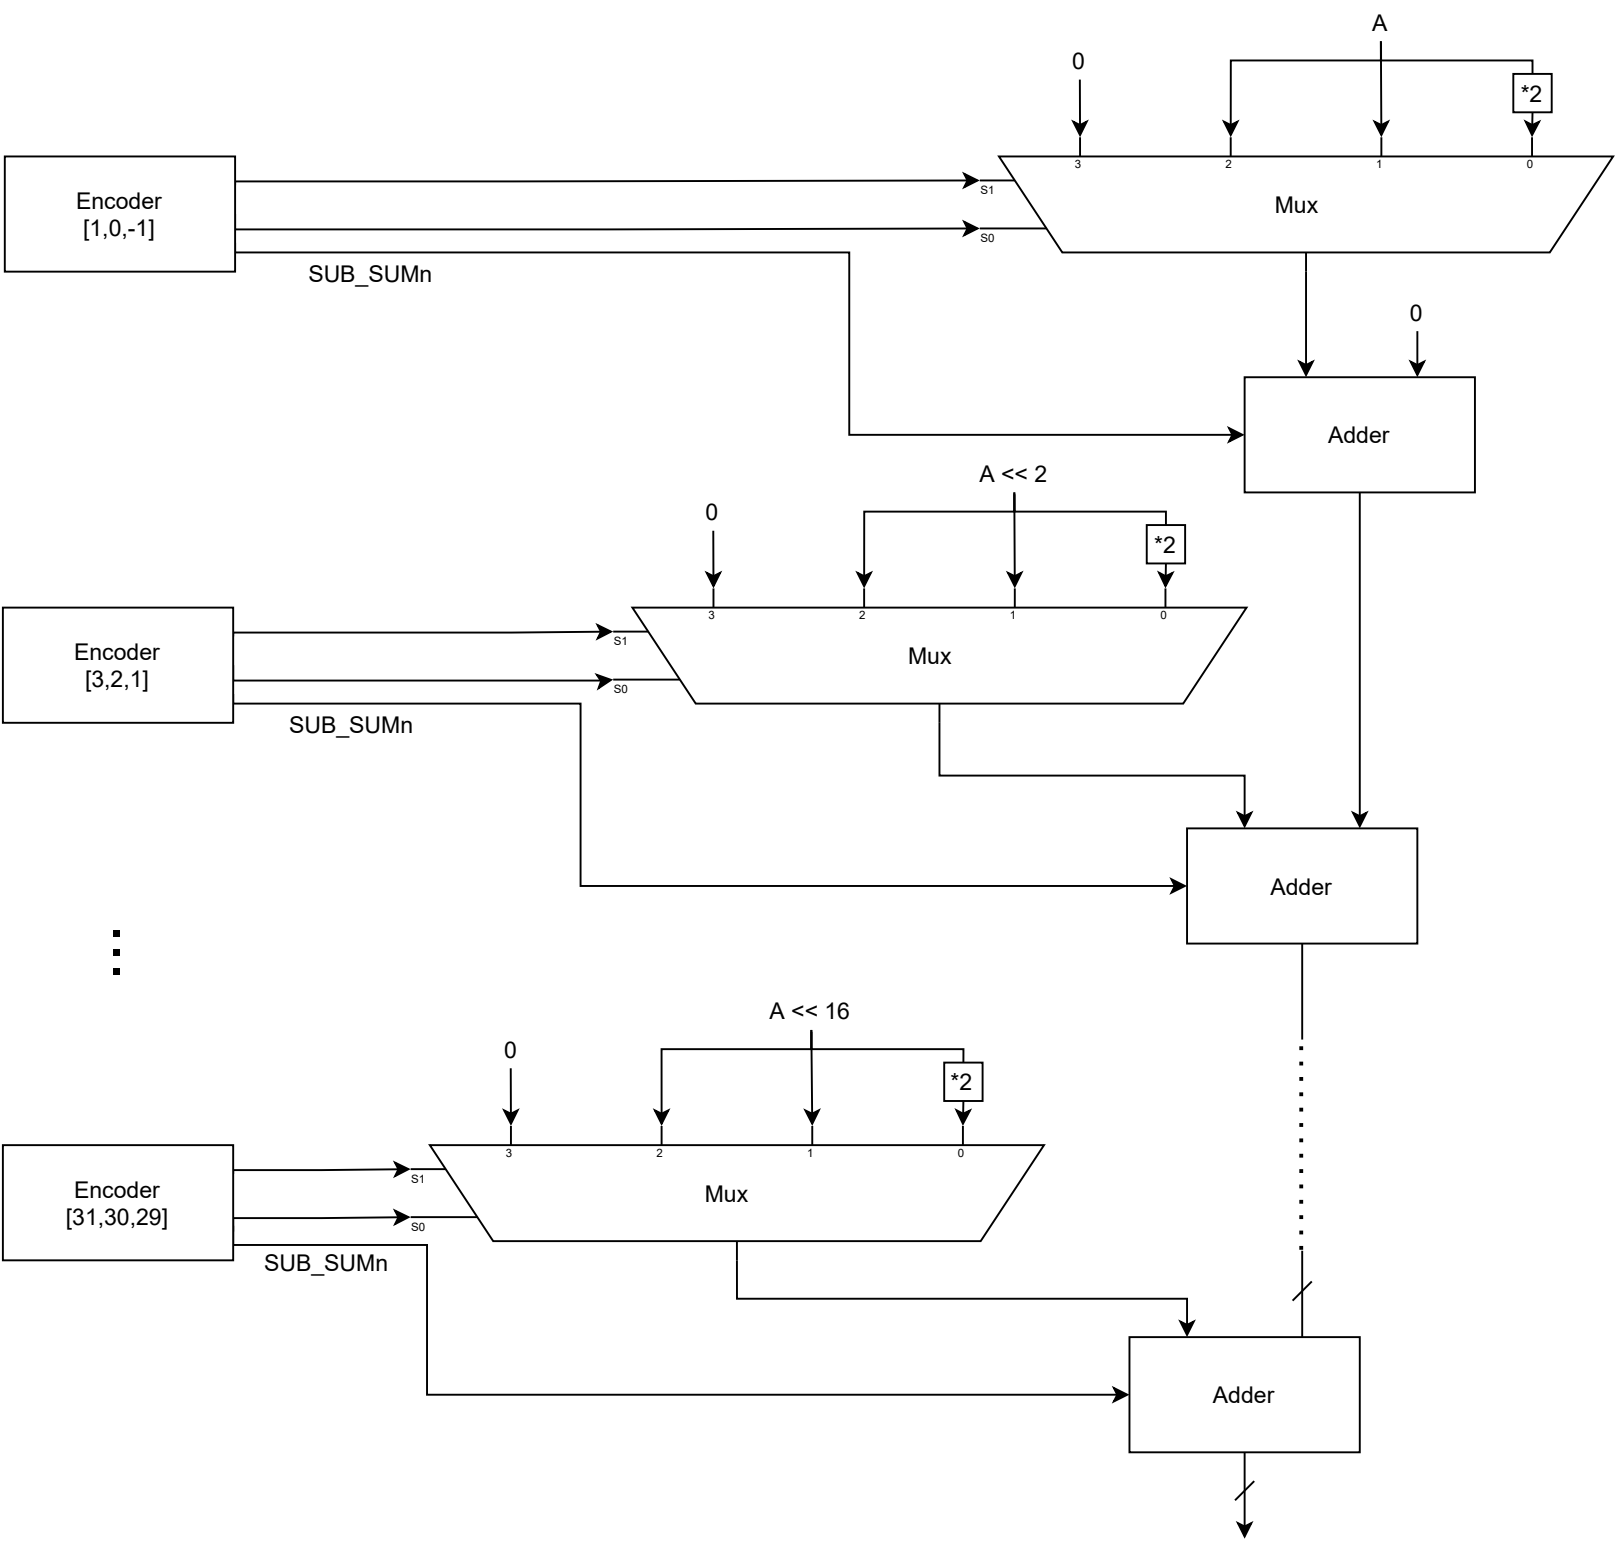 A
0
*2
3
2
1
0
Encoder
[1,0,-1]
S1
Mux
S0
SUB_SUMn
0
Adder
A << 2
0
*2
3
2
1
0
Encoder
[3,2,1]
S1
Mux
S0
SUB_SUMn
Adder
A << 16
0
*2
3
2
1
0
Encoder
[31,30,29]
S1
Mux
S0
SUB_SUMn
Adder